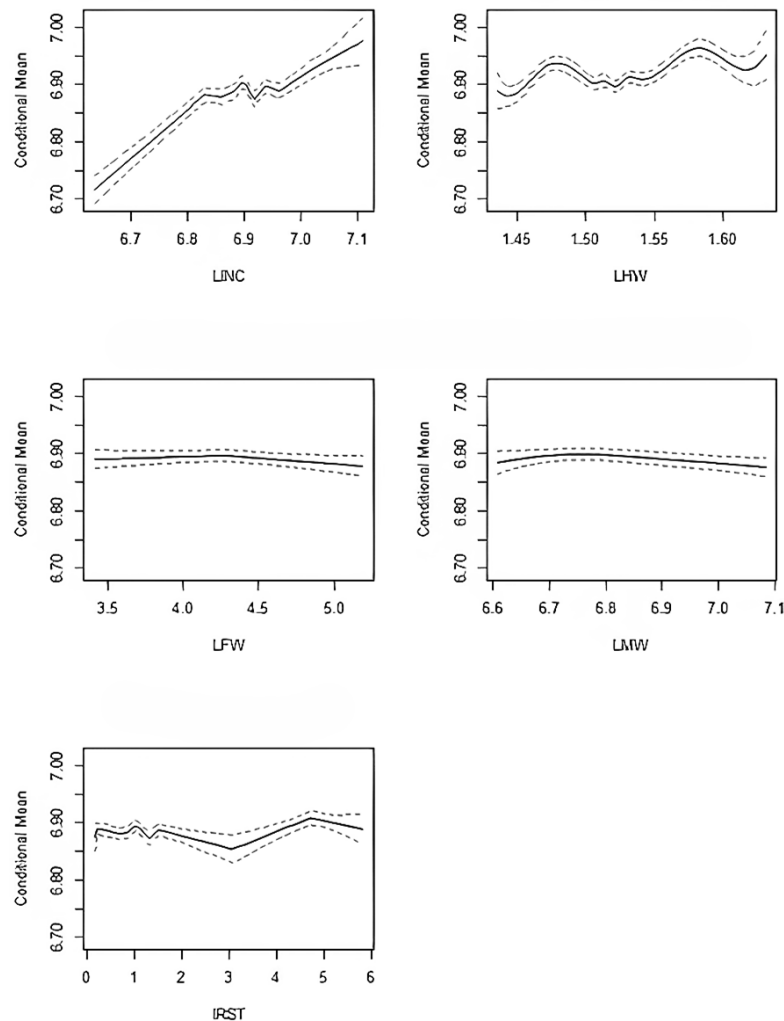 Conditional Mean
7.00
6.90
6.80
6.70
6.7 6.8 6.9 7.0 7.1
LINC
Conditional Mean
7.00
6.90
6.80
6.70
1.45 1.50 1.55 1.60
LHW
Conditional Mean
7.00
6.90
6.80
6.70
3.5 4.0 4.5 5.0
LFW
Conditional Mean
7.00
6.90
6.80
6.70
6.6 6.7 6.8 6.9 7.0 7.1
LMW
Conditional Mean
7.00
6.90
6.80
6.70
0 1 2 3 4 5 6
IRST